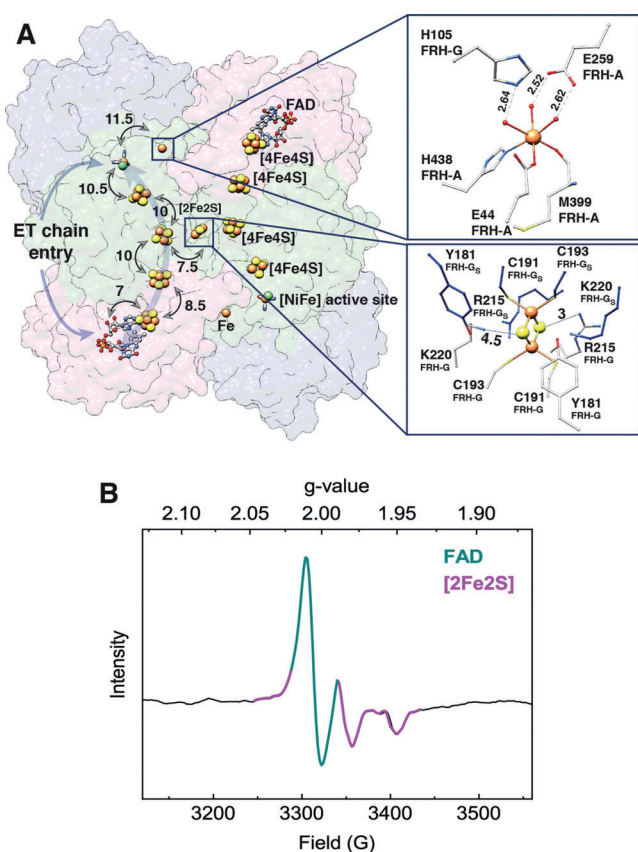 A
11.5
FAD
[4Fe4S]
[4Fe4S]
10.5
10
[2Fe2S]
ET chain
entry
[4Fe4S]
10
7.5
[4Fe4S]
7
8.5
[NiFe] active site
Fe
H105
FRH-G
E259
FRH-A
2.64
2.52
2.62
H438
FRH-A
E44
FRH-A
M399
FRH-A
Y181
FRH-GS
C191
FRH-GS
C193
FRH-GS
R215
FRH-GS
K220
FRH-GS
3
4.5
K220
FRH-G
R215
FRH-G
C193
FRH-G
C191
FRH-G
Y181
FRH-G
B
g-value
2.10 2.05 2.00 1.95 1.90
FAD
[2Fe2S]
Intensity
3200 3300 3400 3500
Field (G)